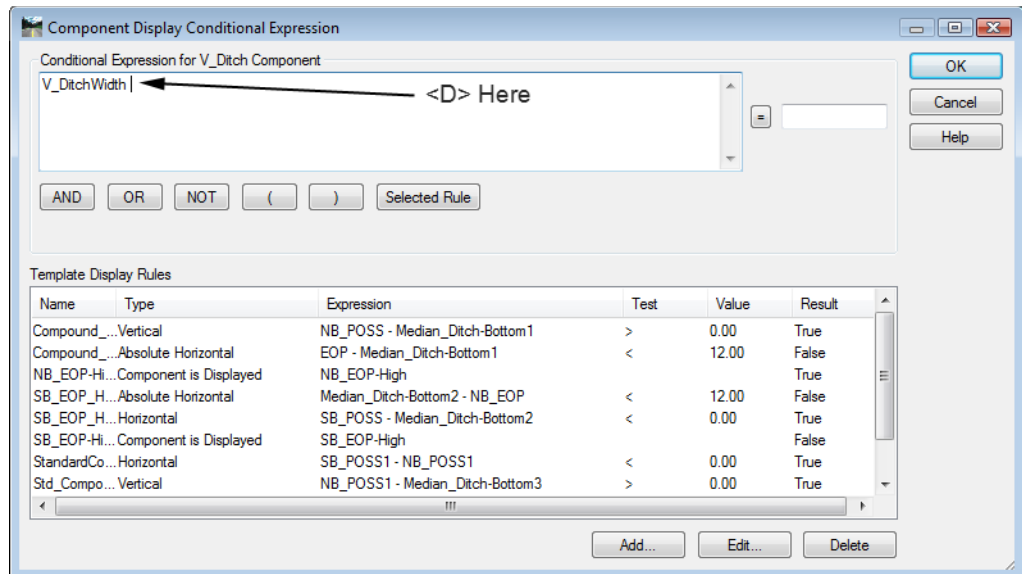 Component Display Conditional Expression
Conditional Expression for V_Ditch Component
OK
V_DitchWidth
<D> Here
=
Cancel
Help
AND OR NOT ( ) Selected Rule
Template Display Rules
Name Type Expression Test Value Result
Compound_... Vertical NB_POSS - Median_Ditch-Bottom1 > 0.00 True
Compound_... Absolute Horizontal EOP - Median_Ditch-Bottom1 < 12.00 False
NB_EOP-Hi... Component is Displayed NB_EOP-High True
SB_EOP_H... Absolute Horizontal Median_Ditch-Bottom2 - NB_EOP < 12.00 False
SB_EOP_H... Horizontal SB_POSS - Median_Ditch-Bottom2 < 0.00 True
SB_EOP-Hi... Component is Displayed SB_EOP-High False
StandardCo... Horizontal SB_POSS1 - NB_POSS1 < 0.00 True
Std_Compo... Vertical NB_POSS1 - Median_Ditch-Bottom3 > 0.00 True
Add... Edit... Delete